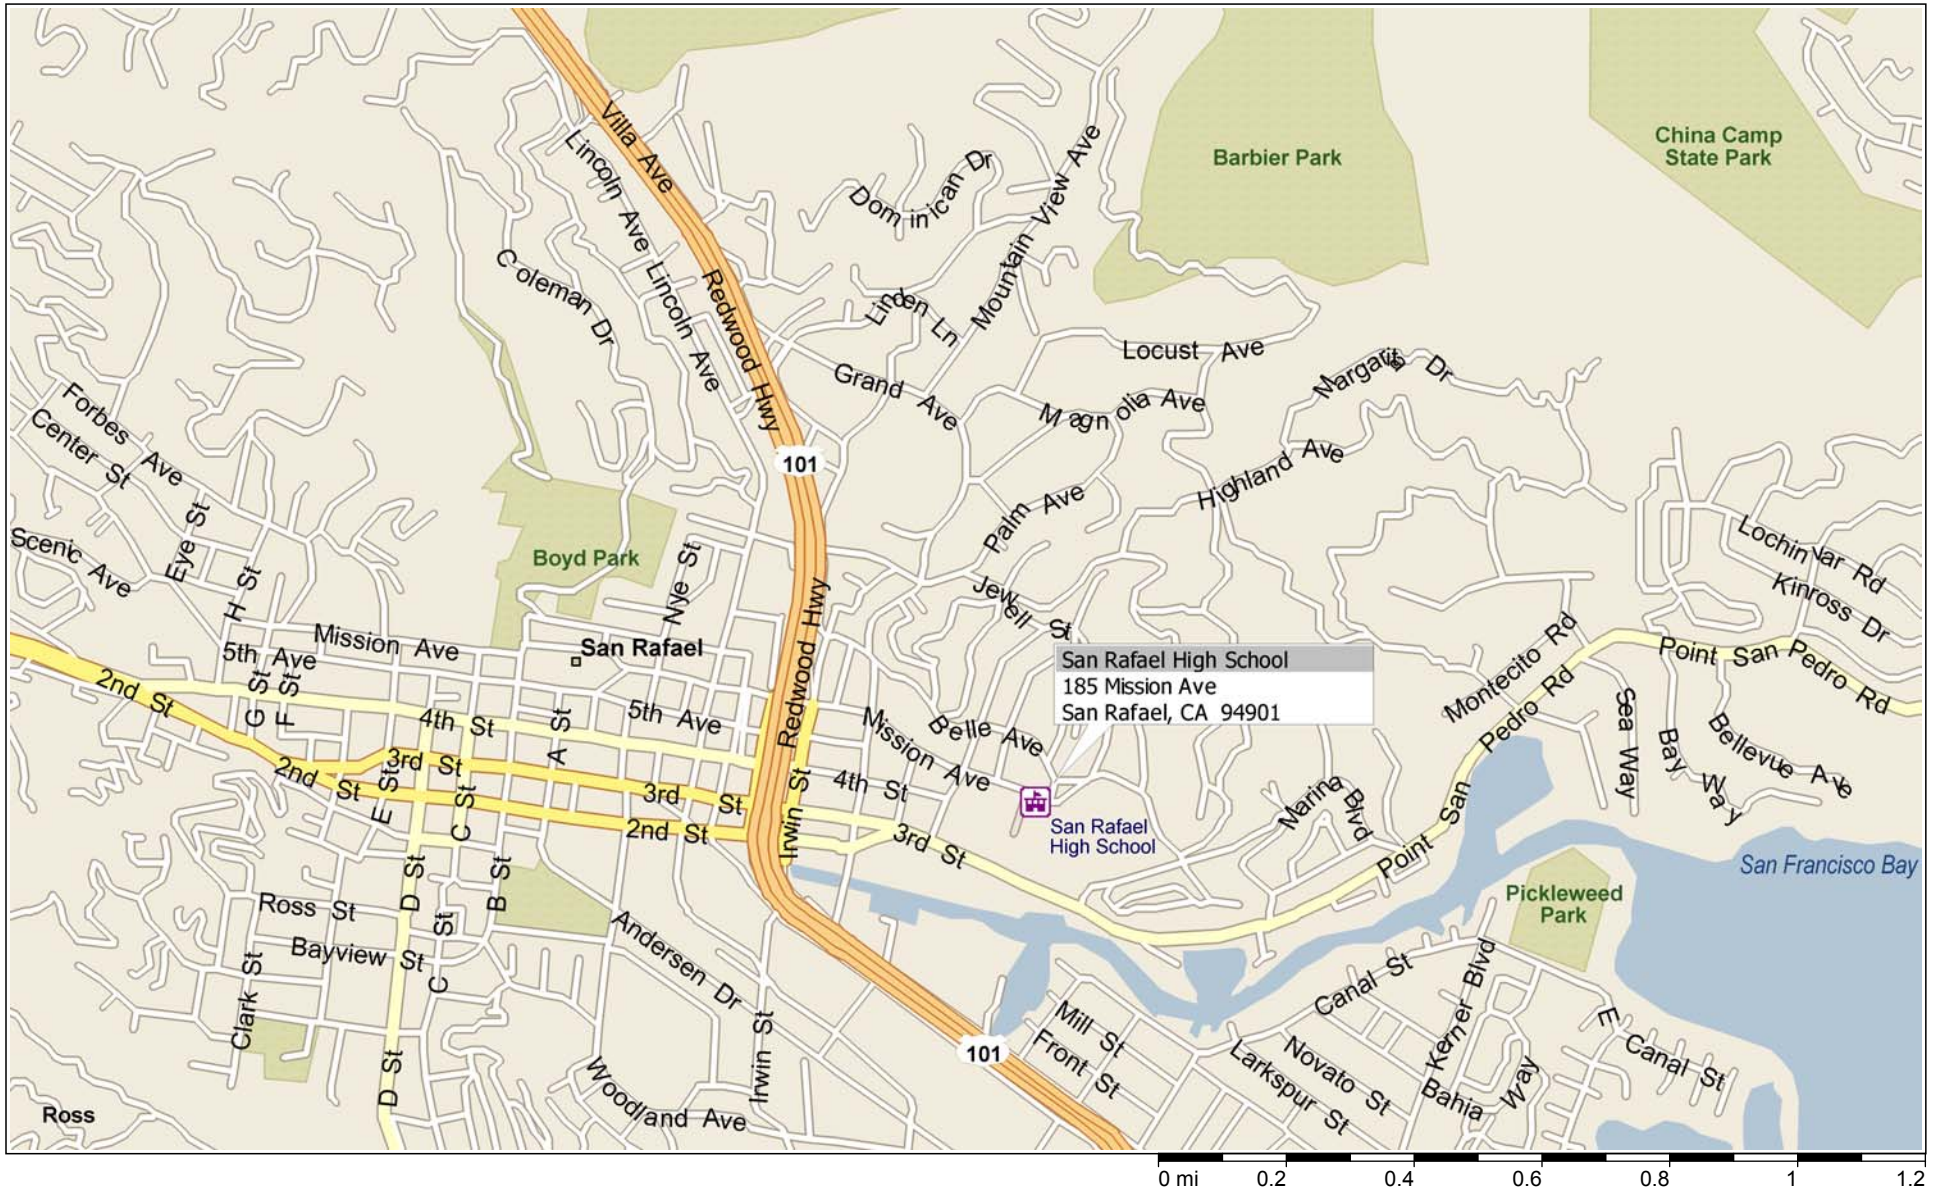 Villa Ave
Lincoln Ave
Dominican Dr
Mountain View Ave
Barbier Park
China Camp
State Park
Coleman Dr
Lincoln Ave
Redwood Hwy
Linden Ln
Locust Ave
Grand Ave
Magnolia Ave
Margarita Dr
Forbes Ave
Center St
101
Highland Ave
Eye St
Palm Ave
Scenic Ave
Boyd Park
Nye St
H St
Lochinvar Rd
Kinross Dr
Jewell St
Redwood Hwy
Mission Ave
San Rafael
5th Ave
San Rafael High School
185 Mission Ave
San Rafael, CA 94901
Montecito Rd
Point San Pedro Rd
2nd St
G St
F St
4th St
A St
5th Ave
Mission Ave
Belle Ave
Sea Way
Bay Way
Bellevue Ave
2nd St
3rd St
E St
C St
3rd St
2nd St
Irwin St
4th St
3rd St
San Rafael
High School
Marina Blvd
Point San Pedro Rd
San Francisco Bay
Pickleweed
Park
D St
B St
Ross St
C St
Bayview St
Clark St
Andersen Dr
Irwin St
D St
Woodland Ave
101
Mill St
Front St
Canal St
Kerner Blvd
E Canal St
Larkspur St
Novato St
Bahia Way
Ross
0 mi 0.2 0.4 0.6 0.8 1 1.2